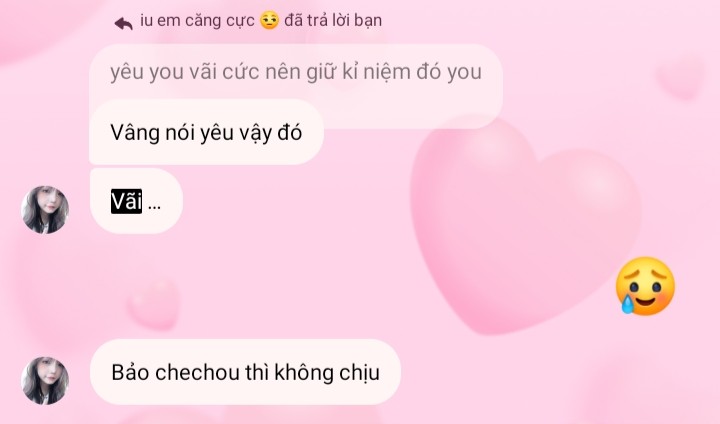 iu em căng cực 😒 đã trả lời bạn
yêu you vãi cức nên giữ kỉ niệm đó you
Vâng nói yêu vậy đó
Vãi ...
🥲
Bảo chechou thì không chịu